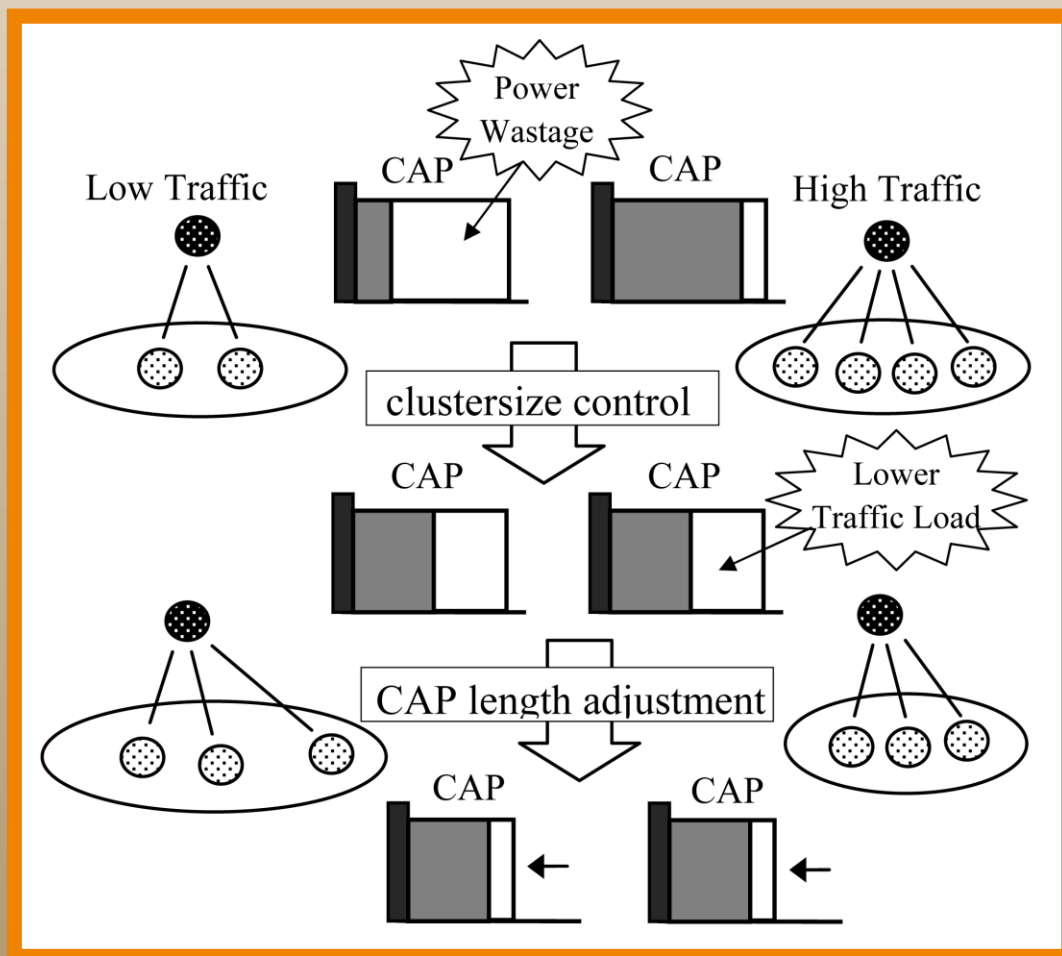 Power
Wastage
CAP
CAP
Low Traffic
High Traffic
clustersize control
CAP
CAP
Lower
Traffic Load
CAP length adjustment
CAP
CAP